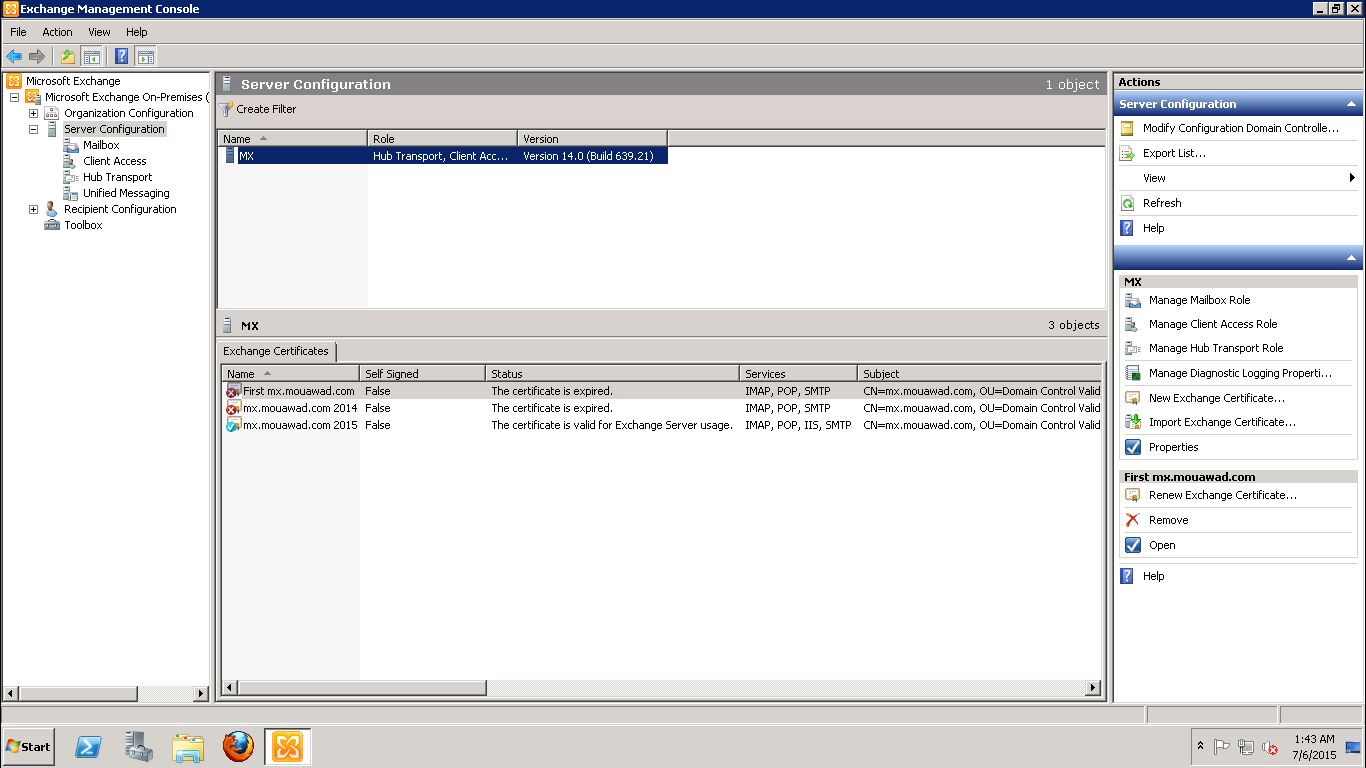 Exchange Management Console
File Action View Help
Microsoft Exchange
Microsoft Exchange On-Premises (
Organization Configuration
Server Configuration
Mailbox
Client Access
Hub Transport
Unified Messaging
Recipient Configuration
Toolbox
Server Configuration 1 object
Create Filter
Name Role Version
MX Hub Transport, Client Acc... Version 14.0 (Build 639.21)
MX 3 objects
Exchange Certificates
Name Self Signed Status Services Subject
First mx.mouawad.com False The certificate is expired. IMAP, POP, SMTP CN=mx.mouawad.com, OU=Domain Control Valid
mx.mouawad.com 2014 False The certificate is expired. IMAP, POP, SMTP CN=mx.mouawad.com, OU=Domain Control Valid
mx.mouawad.com 2015 False The certificate is valid for Exchange Server usage. IMAP, POP, IIS, SMTP CN=mx.mouawad.com, OU=Domain Control Valid
Actions
Server Configuration
Modify Configuration Domain Controlle...
Export List...
View
Refresh
Help
MX
Manage Mailbox Role
Manage Client Access Role
Manage Hub Transport Role
Manage Diagnostic Logging Properti...
New Exchange Certificate...
Import Exchange Certificate...
Properties
First mx.mouawad.com
Renew Exchange Certificate...
Remove
Open
Help
Start
1:43 AM
7/6/2015